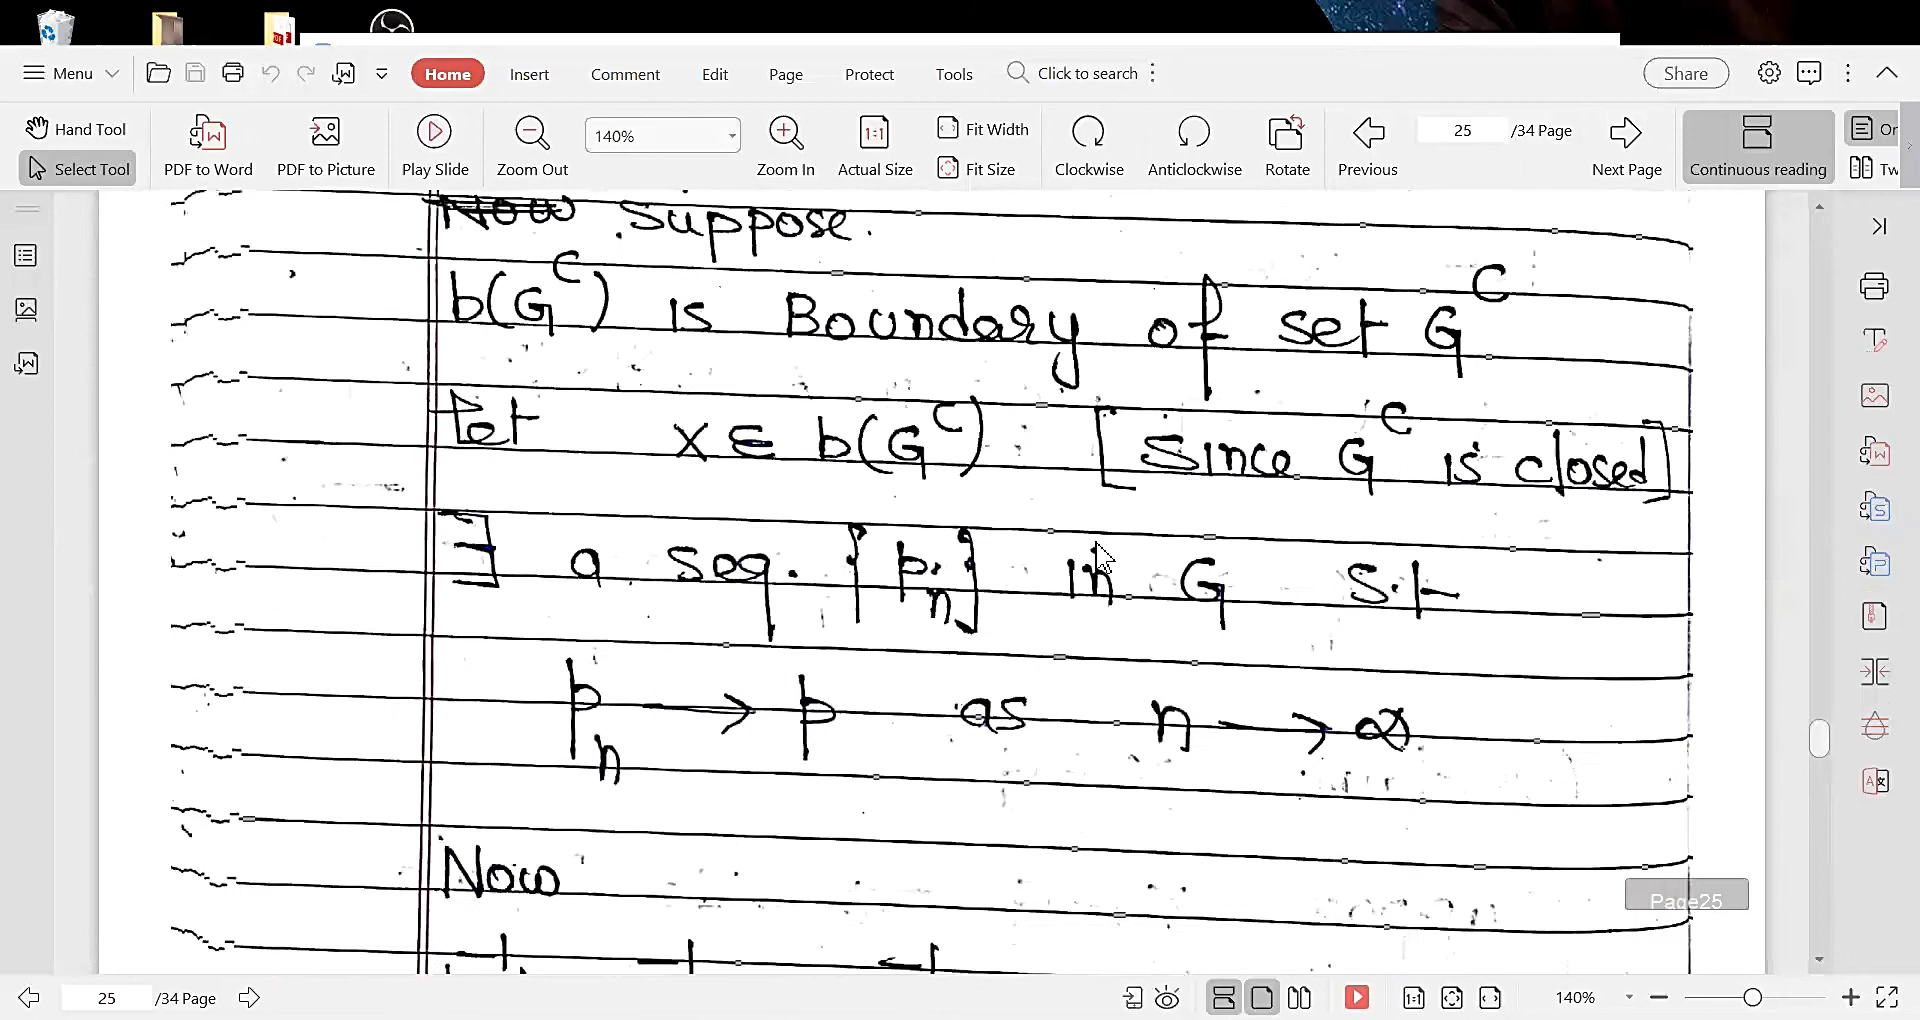 Menu
Home
Insert
Comment
Edit
Page
Protect
Tools
Click to search
Share
Hand Tool
Select Tool
PDF to Word
PDF to Picture
Play Slide
Zoom Out
140%
Zoom In
Actual Size
Fit Width
Fit Size
Clockwise
Anticlockwise
Rotate
Previous
25 /34 Page
Next Page
Continuous reading
Or
Tw
Suppose.
b(G^C) is Boundary of set G^C
Let x ∈ b(G^C) [Since G^C is closed]
∃ a seq. {p_n} in G s.t
p_n → p as n → ∞
Now
Page25
25 /34 Page
140%